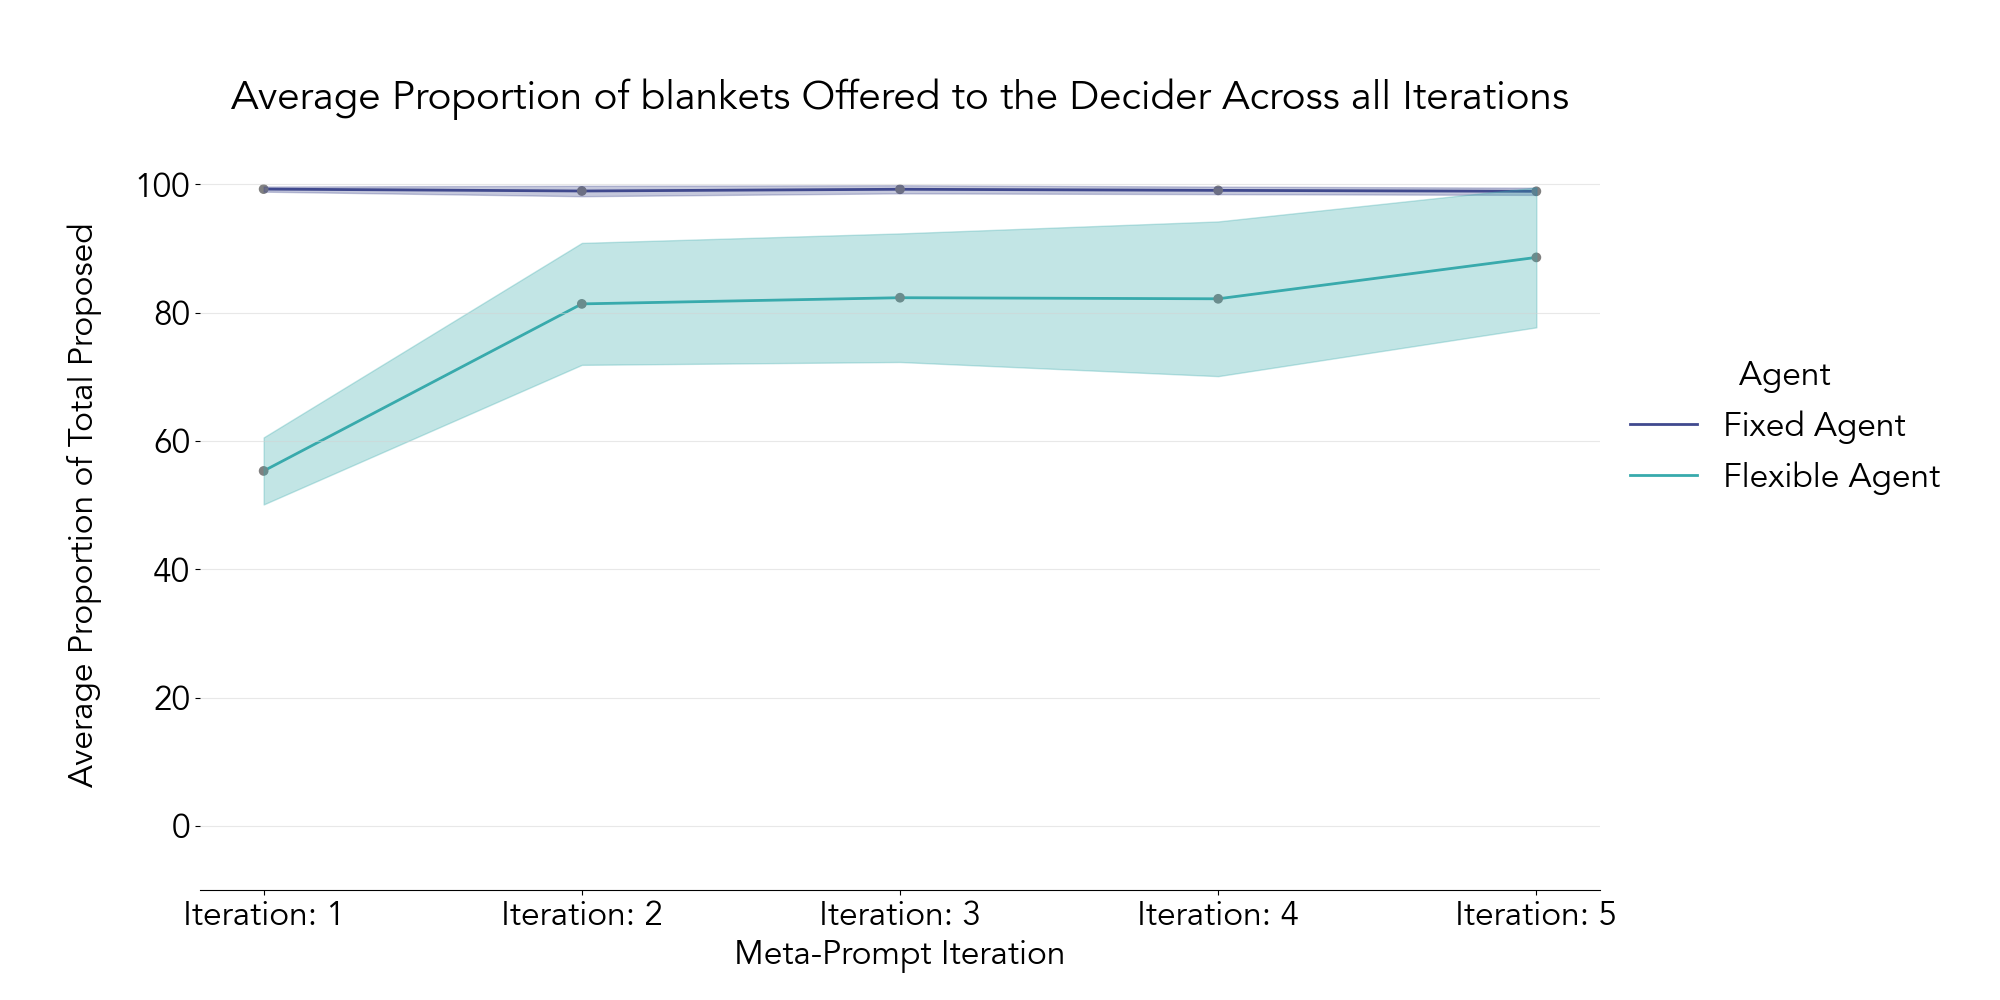 Average Proportion of blankets Offered to the Decider Across all Iterations
Average Proportion of Total Proposed
100
80
60
40
20
0
Iteration: 1
Iteration: 2
Iteration: 3
Iteration: 4
Iteration: 5
Meta-Prompt Iteration
Agent
Fixed Agent
Flexible Agent